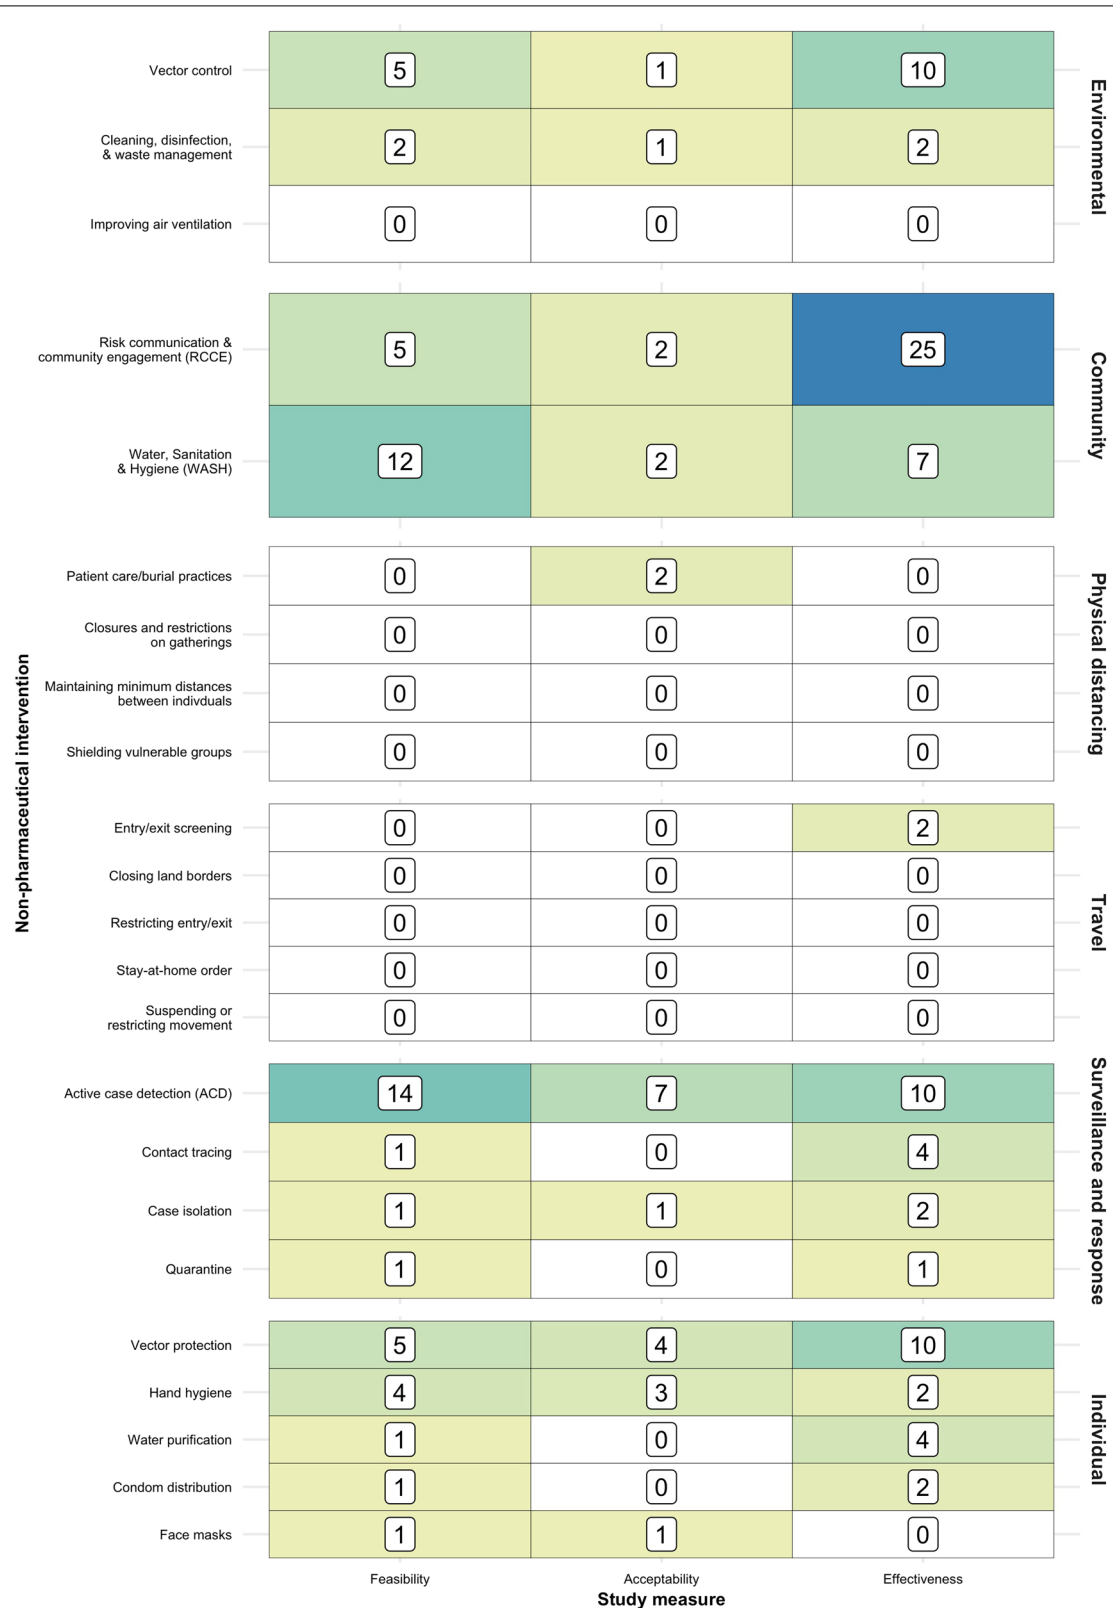 Vector control
5
1
10
Cleaning, disinfection,
& waste management
2
1
2
Improving air ventilation
0
0
0
Environmental
Risk communication &
community engagement (RCCE)
5
2
25
Water, Sanitation
& Hygiene (WASH)
12
2
7
Community
Patient care/burial practices
0
2
0
Closures and restrictions
on gatherings
0
0
0
Maintaining minimum distances
between indivduals
0
0
0
Shielding vulnerable groups
0
0
0
Physical distancing
Entry/exit screening
0
0
2
Closing land borders
0
0
0
Restricting entry/exit
0
0
0
Stay-at-home order
0
0
0
Suspending or
restricting movement
0
0
0
Travel
Active case detection (ACD)
14
7
10
Contact tracing
1
0
4
Case isolation
1
1
2
Quarantine
1
0
1
Surveillance and response
Vector protection
5
4
10
Hand hygiene
4
3
2
Water purification
1
0
4
Condom distribution
1
0
2
Face masks
1
1
0
Individual
Non-pharmaceutical intervention
Feasibility
Acceptability
Effectiveness
Study measure